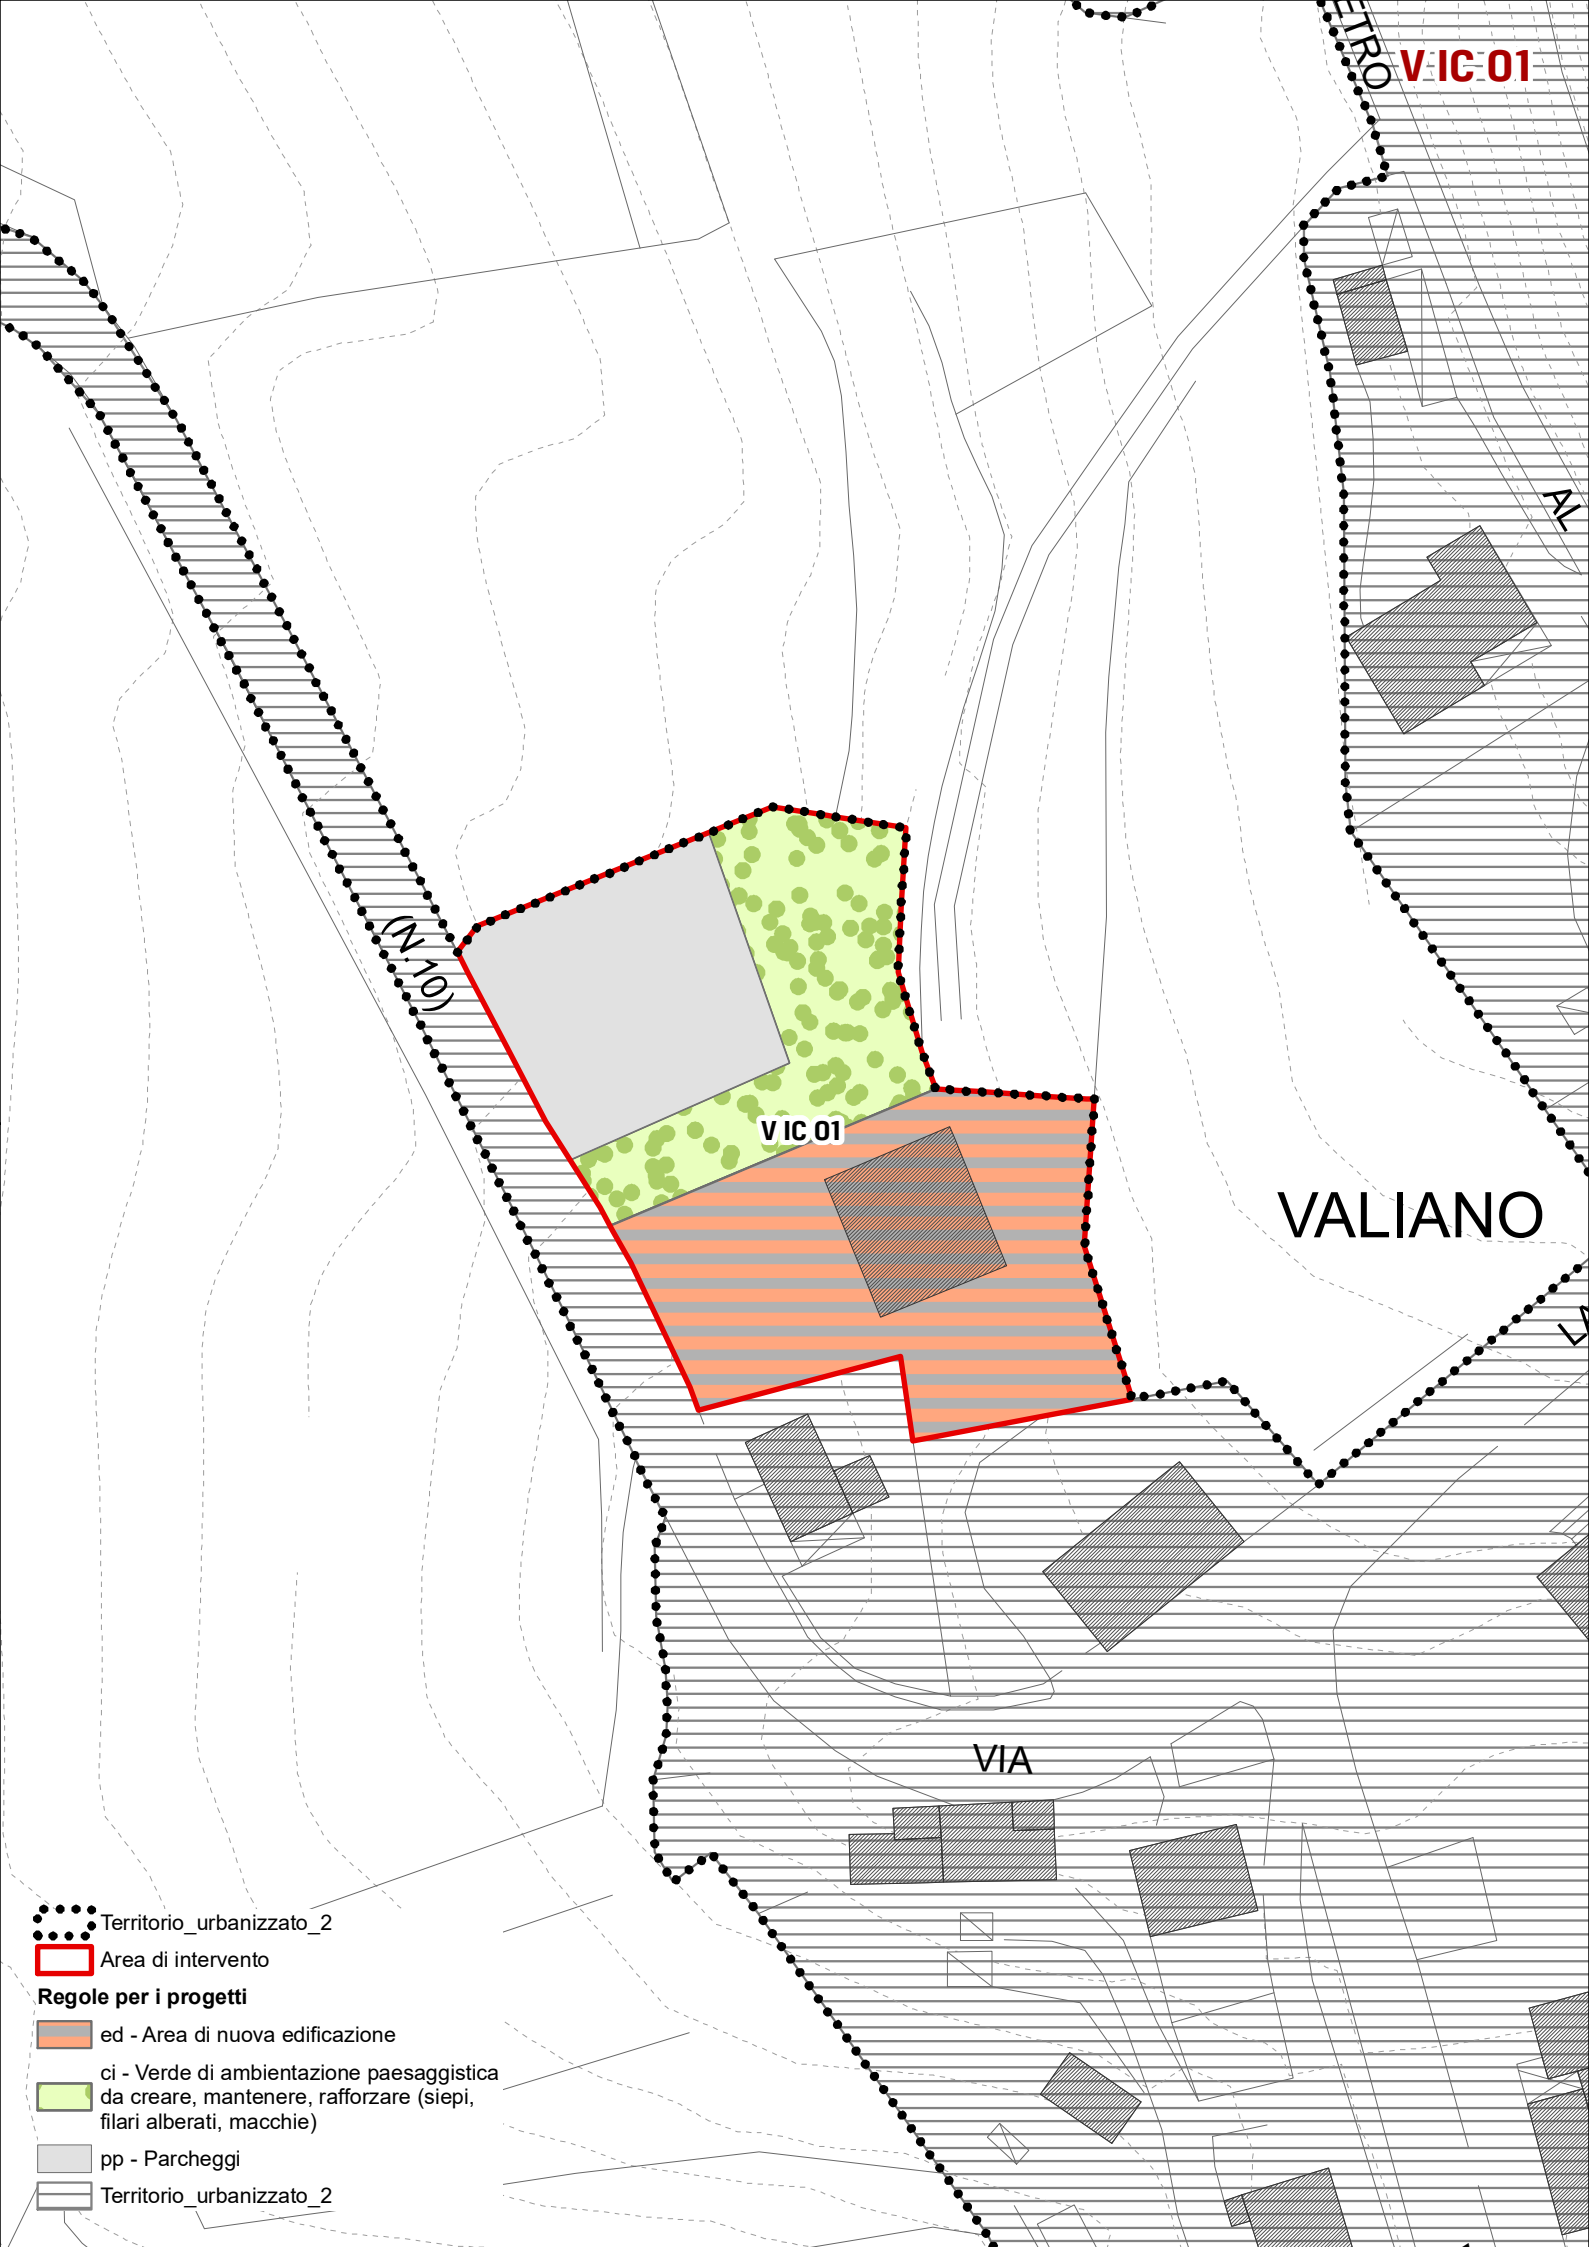 ETRO
V IC 01
AL
(N.10)
V IC 01
VALIANO
VIA
Territorio_urbanizzato_2
Area di intervento
Regole per i progetti
ed - Area di nuova edificazione
ci - Verde di ambientazione paesaggistica
da creare, mantenere, rafforzare (siepi,
filari alberati, macchie)
pp - Parcheggi
Territorio_urbanizzato_2